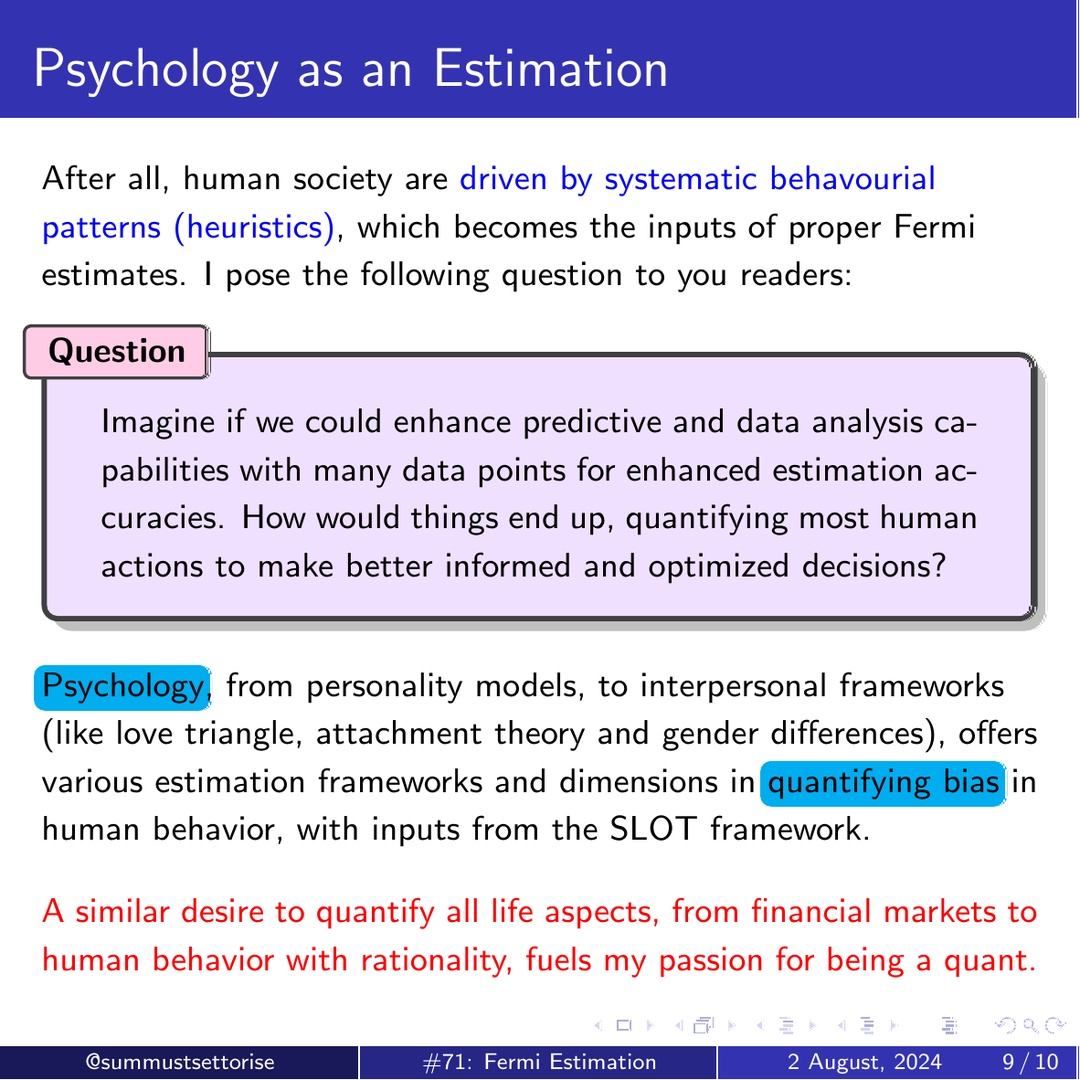 Psychology as an Estimation
After all, human society are driven by systematic behavourial
patterns (heuristics), which becomes the inputs of proper Fermi
estimates. I pose the following question to you readers:
Question
Imagine if we could enhance predictive and data analysis ca-
pabilities with many data points for enhanced estimation ac-
curacies. How would things end up, quantifying most human
actions to make better informed and optimized decisions?
Psychology, from personality models, to interpersonal frameworks
(like love triangle, attachment theory and gender differences), offers
various estimation frameworks and dimensions in quantifying bias in
human behavior, with inputs from the SLOT framework.
A similar desire to quantify all life aspects, from financial markets to
human behavior with rationality, fuels my passion for being a quant.
@summustsettorise #71: Fermi Estimation 2 August, 2024 9 / 10